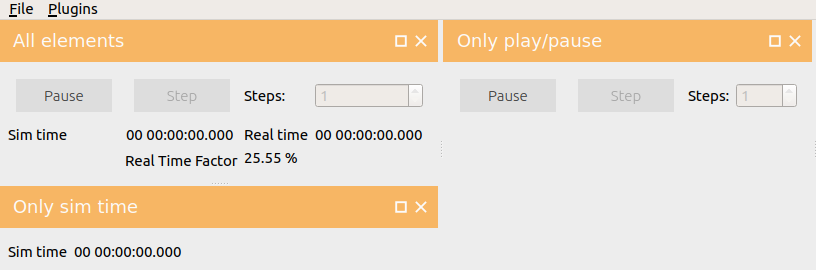 File Plugins
All elements
Pause Step Steps: 1
Sim time 00 00:00:00.000 Real time 00 00:00:00.000
Real Time Factor 25.55 %
Only sim time
Sim time 00 00:00:00.000
Only play/pause
Pause Step Steps: 1